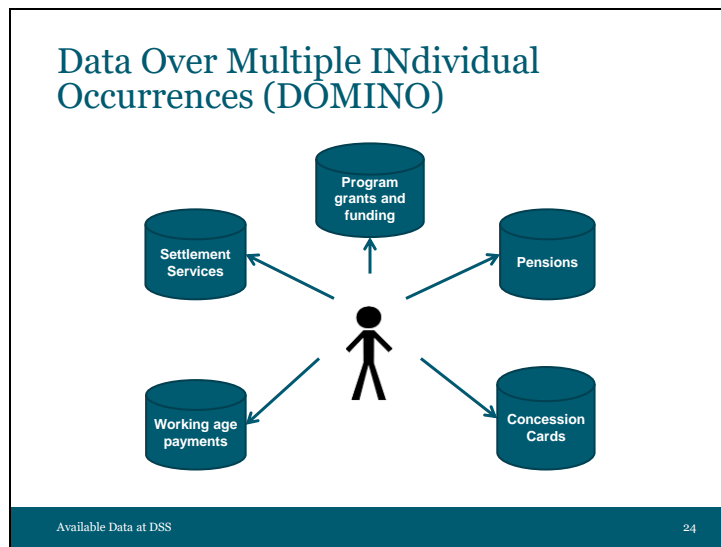 Data Over Multiple INdividual
Occurrences (DOMINO)
Program
grants and
funding
Settlement
Services
Pensions
Working age
payments
Concession
Cards
Available Data at DSS
24